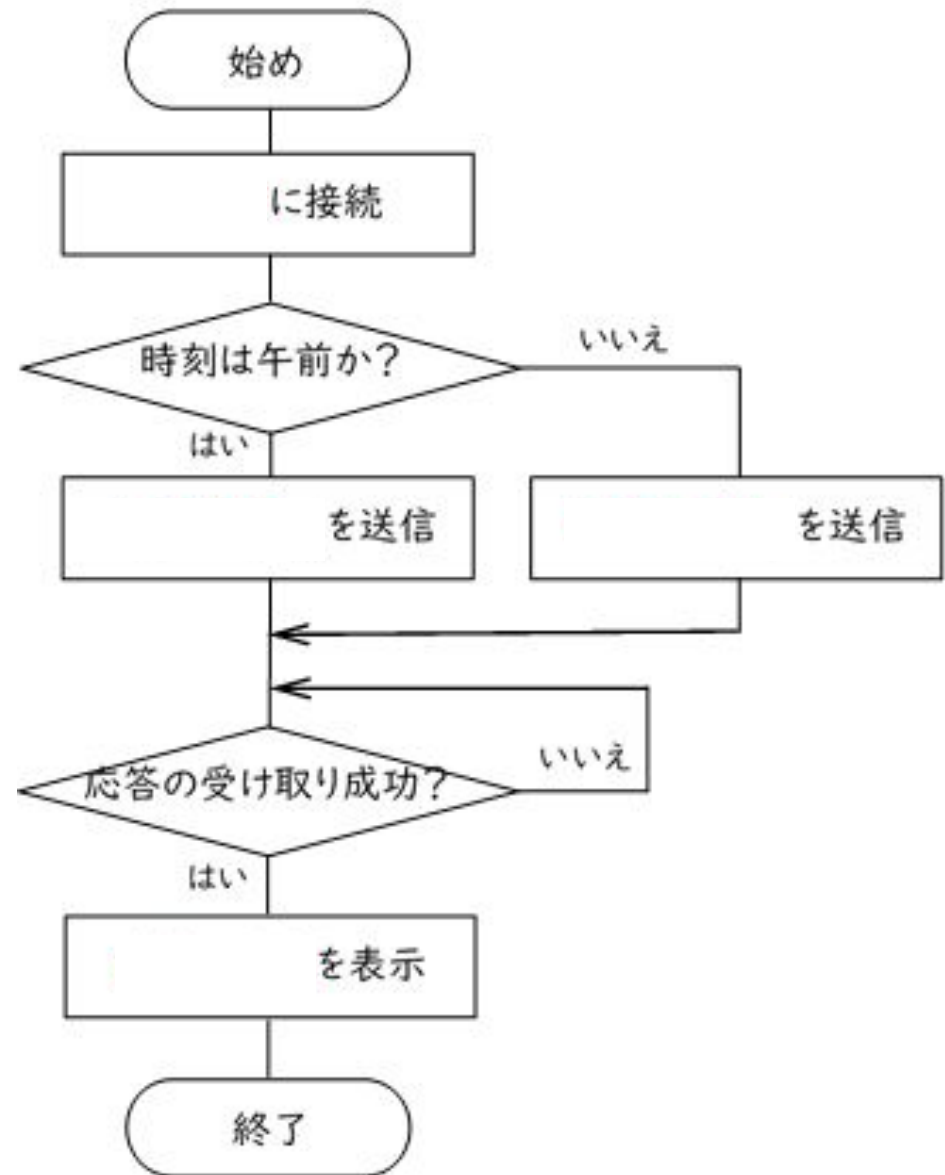 始め
に接続
時刻は午前か?
いいえ
はい
を送信
を送信
応答の受け取り成功?
いいえ
はい
を表示
終了